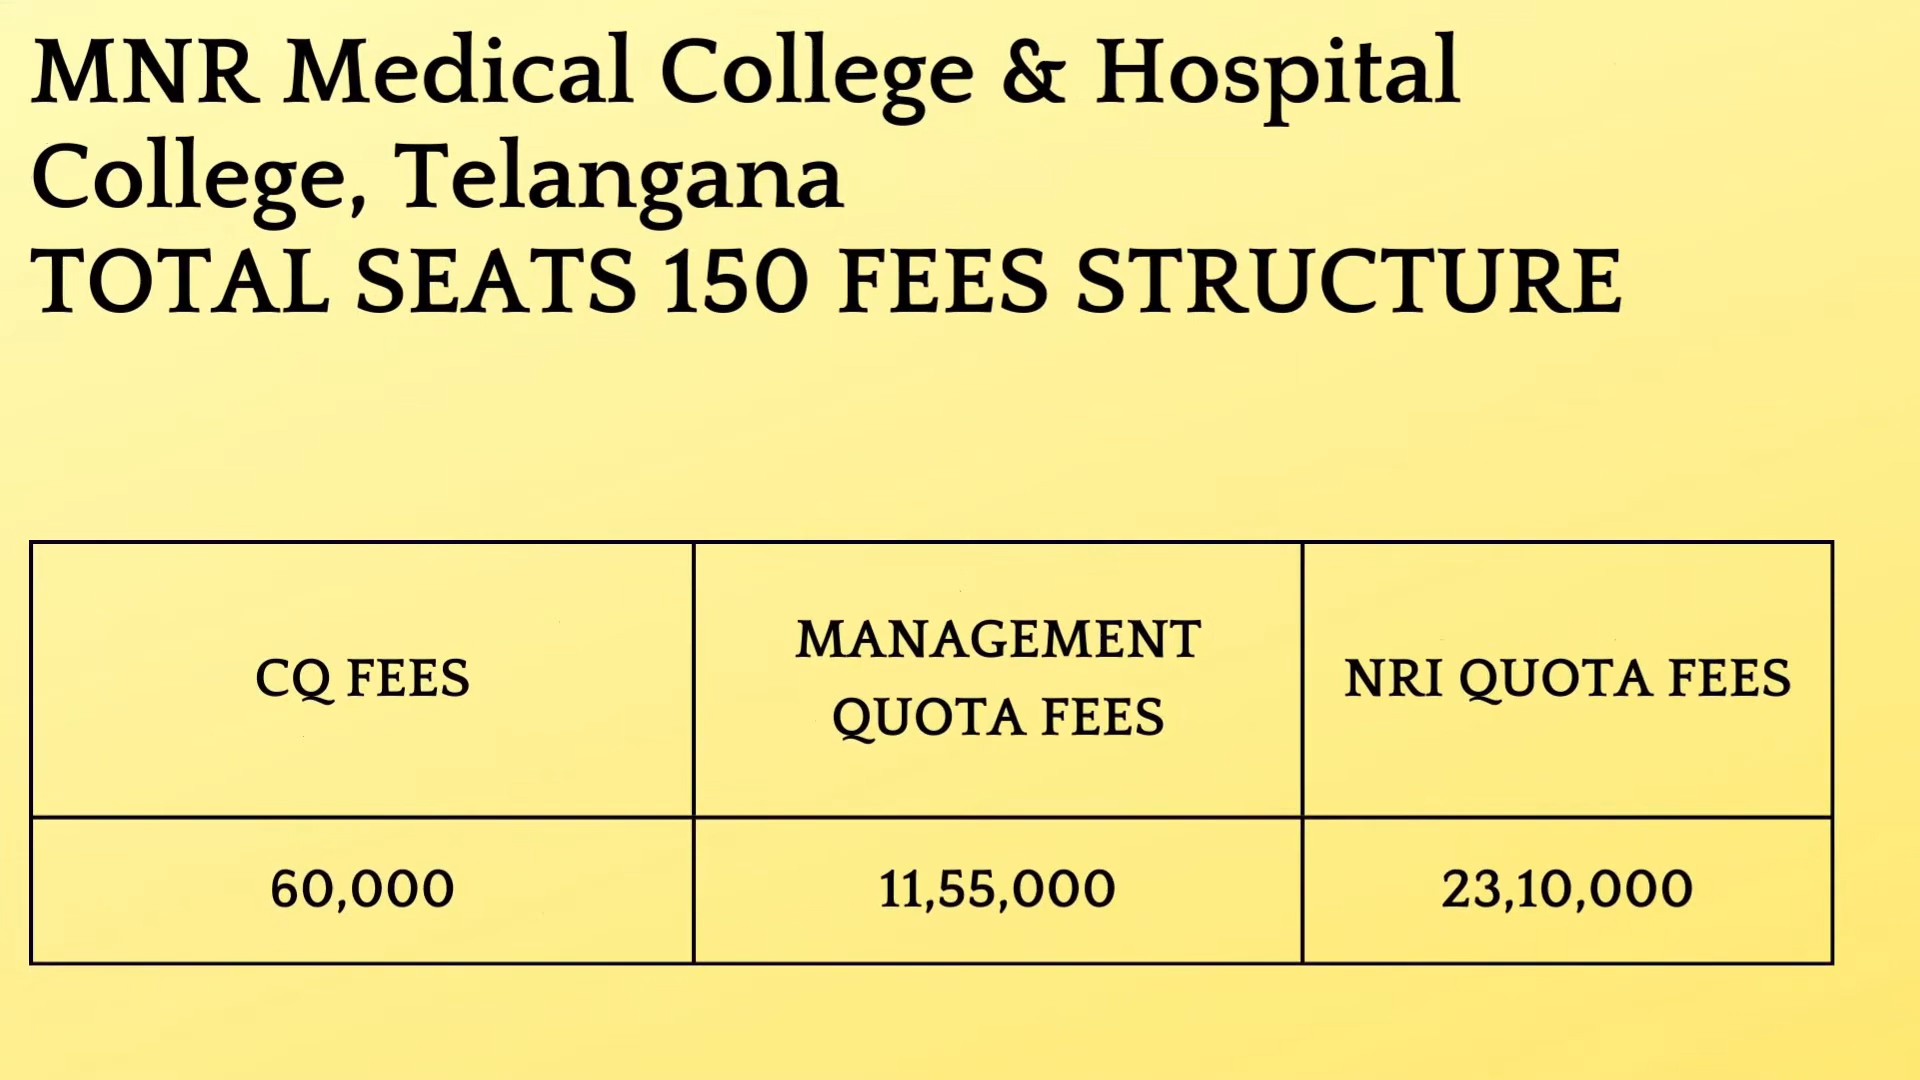 MNR Medical College & Hospital
College, Telangana
TOTAL SEATS 150 FEES STRUCTURE
CQ FEES
MANAGEMENT
QUOTA FEES
NRI QUOTA FEES
60,000
11,55,000
23,10,000